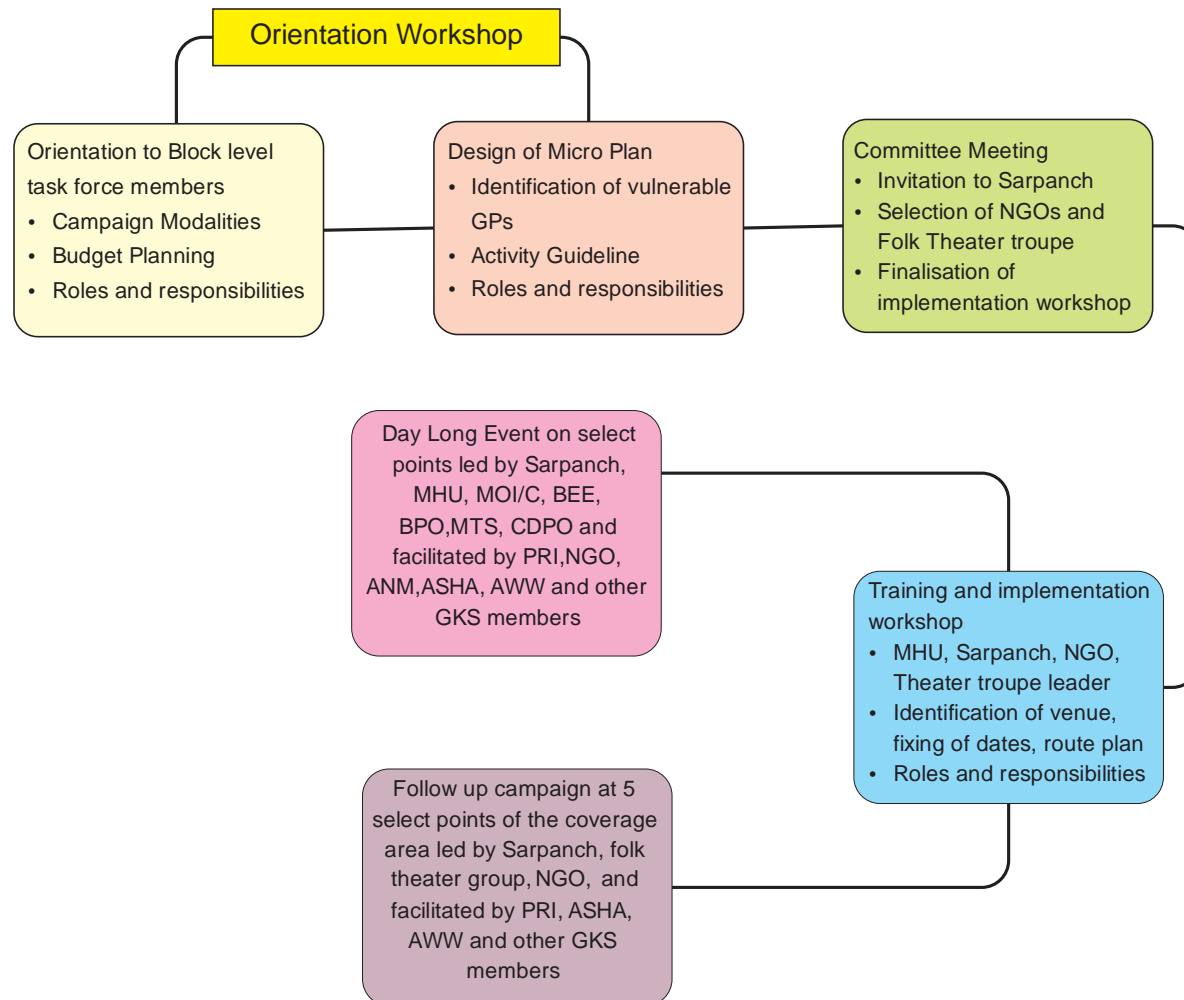 Orientation Workshop
Orientation to Block level
task force members
• Campaign Modalities
• Budget Planning
• Roles and responsibilities
Design of Micro Plan
• Identification of vulnerable
GPs
• Activity Guideline
• Roles and responsibilities
Committee Meeting
• Invitation to Sarpanch
• Selection of NGOs and
Folk Theater troupe
• Finalisation of
implementation workshop
Day Long Event on select
points led by Sarpanch,
MHU, MOI/C, BEE,
BPO,MTS, CDPO and
facilitated by PRI,NGO,
ANM,ASHA, AWW and other
GKS members
Training and implementation
workshop
• MHU, Sarpanch, NGO,
Theater troupe leader
• Identification of venue,
fixing of dates, route plan
• Roles and responsibilities
Follow up campaign at 5
select points of the coverage
area led by Sarpanch, folk
theater group, NGO, and
facilitated by PRI, ASHA,
AWW and other GKS
members